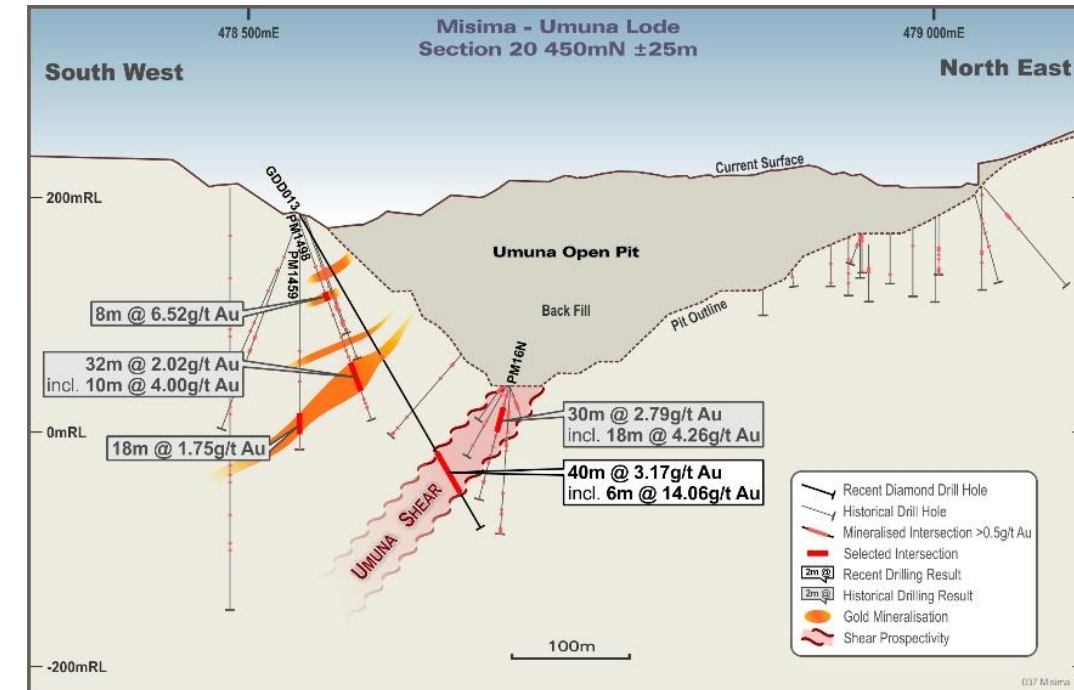 478 500mE
Misima - Umuna Lode
479 000mE
Section 20 450mN ±25m
South West
North East
Current Surface
200mRL
GDD013
PM1498
PM1459
Umuna Open Pit
8m @ 6.52g/t Au
Back Fill
Pit Outline
32m @ 2.02g/t Au
incl. 10m @ 4.00g/t Au
PM16N
0mRL
18m @ 1.75g/t Au
30m @ 2.79g/t Au
incl. 18m @ 4.26g/t Au
40m @ 3.17g/t Au
incl. 6m @ 14.06g/t Au
UMUNA SHEAR
Recent Diamond Drill Hole
Historical Drill Hole
Mineralised Intersection >0.5g/t Au
Selected Intersection
2m @ Recent Drilling Result
2m @ Historical Drilling Result
Gold Mineralisation
Shear Prospectivity
100m
-200mRL
037 Misima